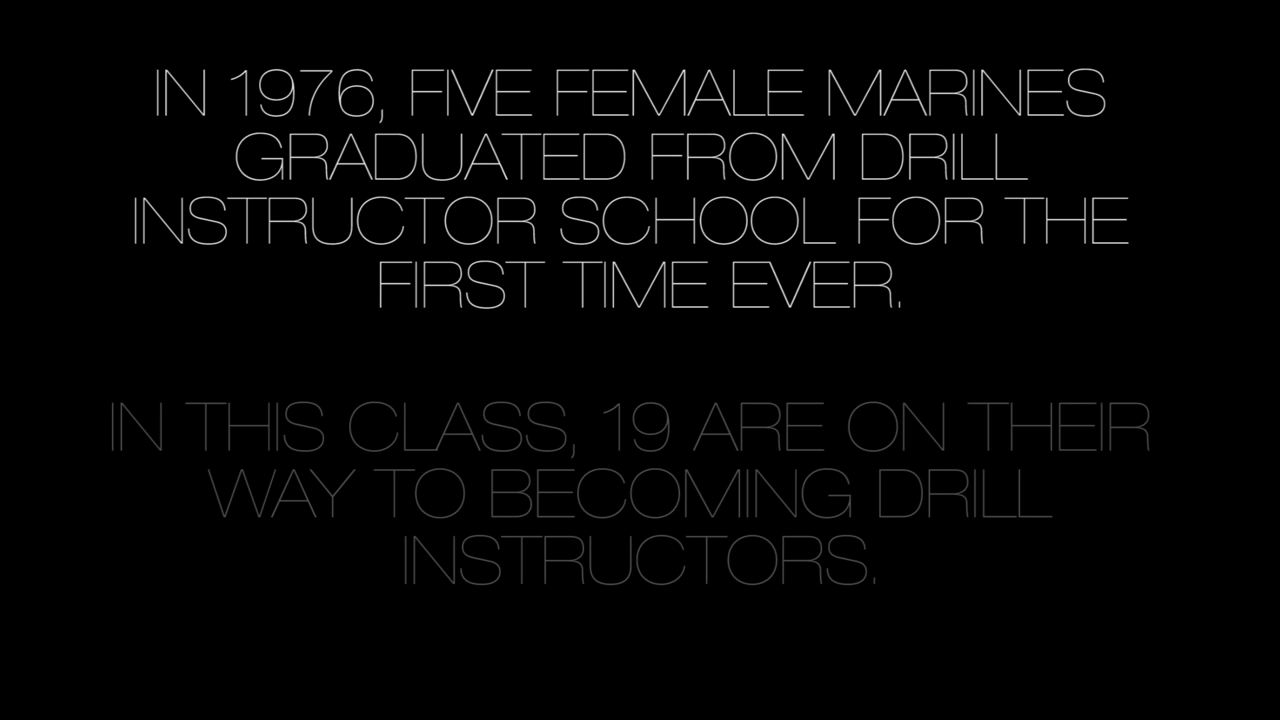 IN 1976, FIVE FEMALE MARINES
GRADUATED FROM DRILL
INSTRUCTOR SCHOOL FOR THE
FIRST TIME EVER.
IN THIS CLASS, 19 ARE ON THEIR
WAY TO BECOMING DRILL
INSTRUCTORS.